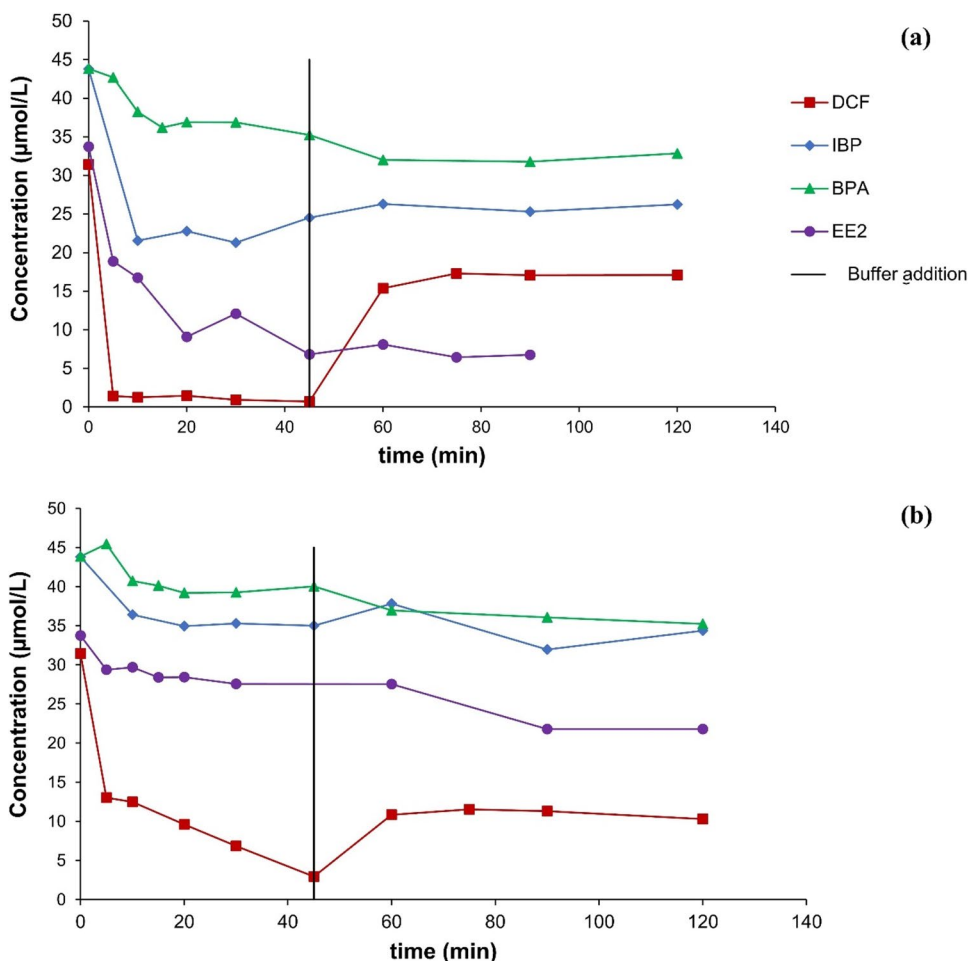 (a)
Concentration (µmol/L)
50
45
40
35
30
25
20
15
10
5
0
0 20 40 60 80 100 120 140
time (min)
DCF
IBP
BPA
EE2
Buffer addition
(b)
Concentration (µmol/L)
50
45
40
35
30
25
20
15
10
5
0
0 20 40 60 80 100 120 140
time (min)